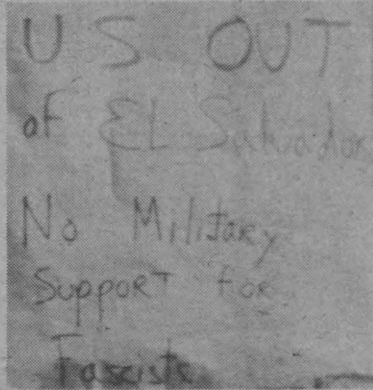 US OUT
of EL Salvador
No Military
Support for
Fascists